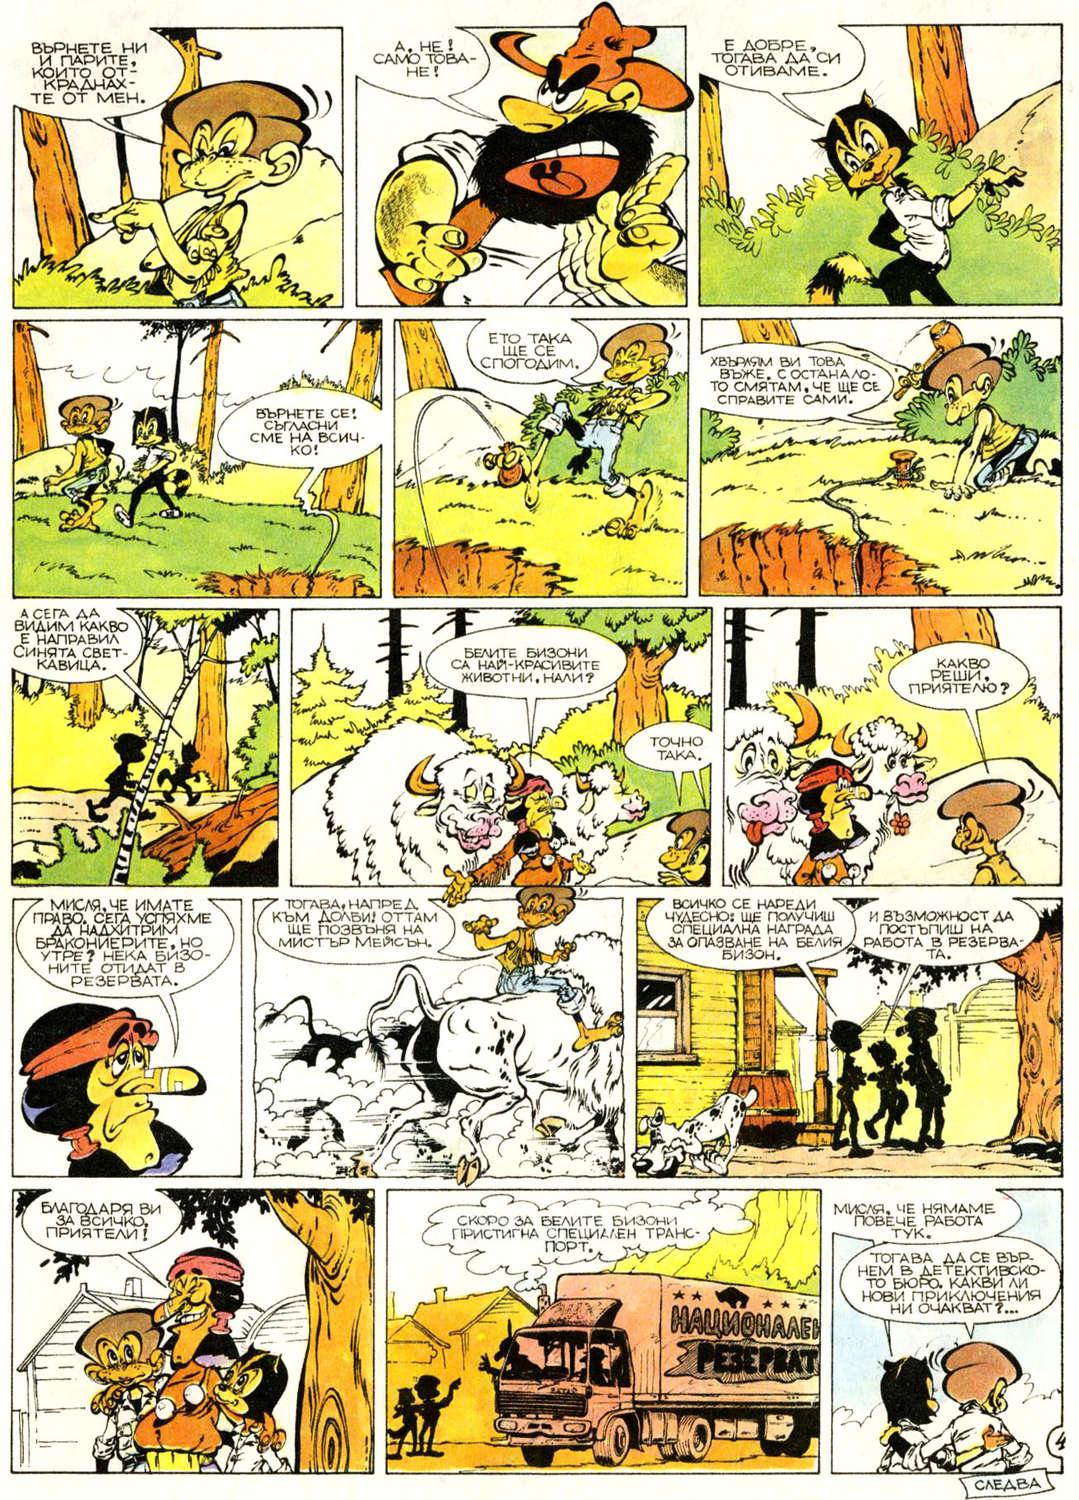 ВЪРНЕТЕ НИ
И ПАРИТЕ,
КОИТО ОТ-
КРАДНАХ-
ТЕ ОТ МЕН.
А, НЕ!
САМО ТОВА-
НЕ!
Е ДОБРЕ,
ТОГАВА ДА СИ
ОТИВАМЕ.
ВЪРНЕТЕ СЕ!
СЪГЛАСНИ
СМЕ НА ВСИЧ-
КО!
ЕТО ТАКА
ЩЕ СЕ
СПОГОДИМ.
ХВЪРЛЯМ ВИ ТОВА
ВЪЖЕ, С ОСТАНАЛО-
ТО СМЯТАМ, ЧЕ ЩЕ СЕ
СПРАВИТЕ САМИ.
А СЕГА ДА
ВИДИМ КАКВО
Е НАПРАВИЛ
СИНЯТА СВЕТ-
КАВИЦА.
БЕЛИТЕ БИЗОНИ
СА НАЙ-КРАСИВИТЕ
ЖИВОТНИ, НАЛИ?
ТОЧНО
ТАКА.
КАКВО
РЕШИ,
ПРИЯТЕЛЮ?
МИСЛЯ, ЧЕ ИМАТЕ
ПРАВО. СЕГА УСПЯХМЕ
ДА НАДХИТРИМ
БРАКОНИЕРИТЕ, НО
УТРЕ? НЕКА БИЗО-
НИТЕ ОТИДАТ В
РЕЗЕРВАТА.
ТОГАВА, НАПРЕД
КЪМ ДОЛБИ! ОТТАМ
ЩЕ ПОЗВЪНЯ НА
МИСТЪР МЕЙСЪН.
ВСИЧКО СЕ НАРЕДИ
ЧУДЕСНО: ЩЕ ПОЛУЧИШ
СПЕЦИАЛНА НАГРАДА
ЗА ОПАЗВАНЕ НА БЕЛИЯ
БИЗОН.
И ВЪЗМОЖНОСТ ДА
ПОСТЪПИШ НА
РАБОТА В РЕЗЕРВА-
ТА.
БЛАГОДАРЯ ВИ
ЗА ВСИЧКО,
ПРИЯТЕЛИ!
СКОРО ЗА БЕЛИТЕ БИЗОНИ
ПРИСТИГНА СПЕЦИАЛЕН ТРАНС-
ПОРТ.
НАЦИОНАЛЕН
РЕЗЕРВАТ
МИСЛЯ, ЧЕ НЯМАМЕ
ПОВЕЧЕ РАБОТА
ТУК.
ТОГАВА ДА СЕ ВЪР-
НЕМ В ДЕТЕКТИВСКО-
ТО БЮРО. КАКВИ ЛИ
НОВИ ПРИКЛЮЧЕНИЯ
НИ ОЧАКВАТ?...
4
СЛЕДВА